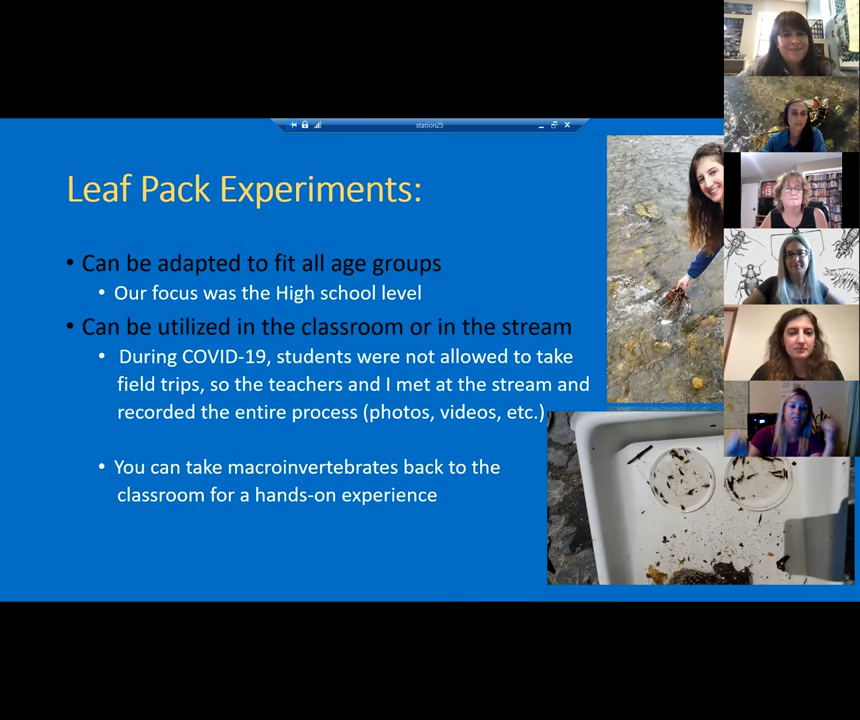 station25
Leaf Pack Experiments:
• Can be adapted to fit all age groups
• Our focus was the High school level
• Can be utilized in the classroom or in the stream
• During COVID-19, students were not allowed to take
field trips, so the teachers and I met at the stream and
recorded the entire process (photos, videos, etc.)
• You can take macroinvertebrates back to the
classroom for a hands-on experience